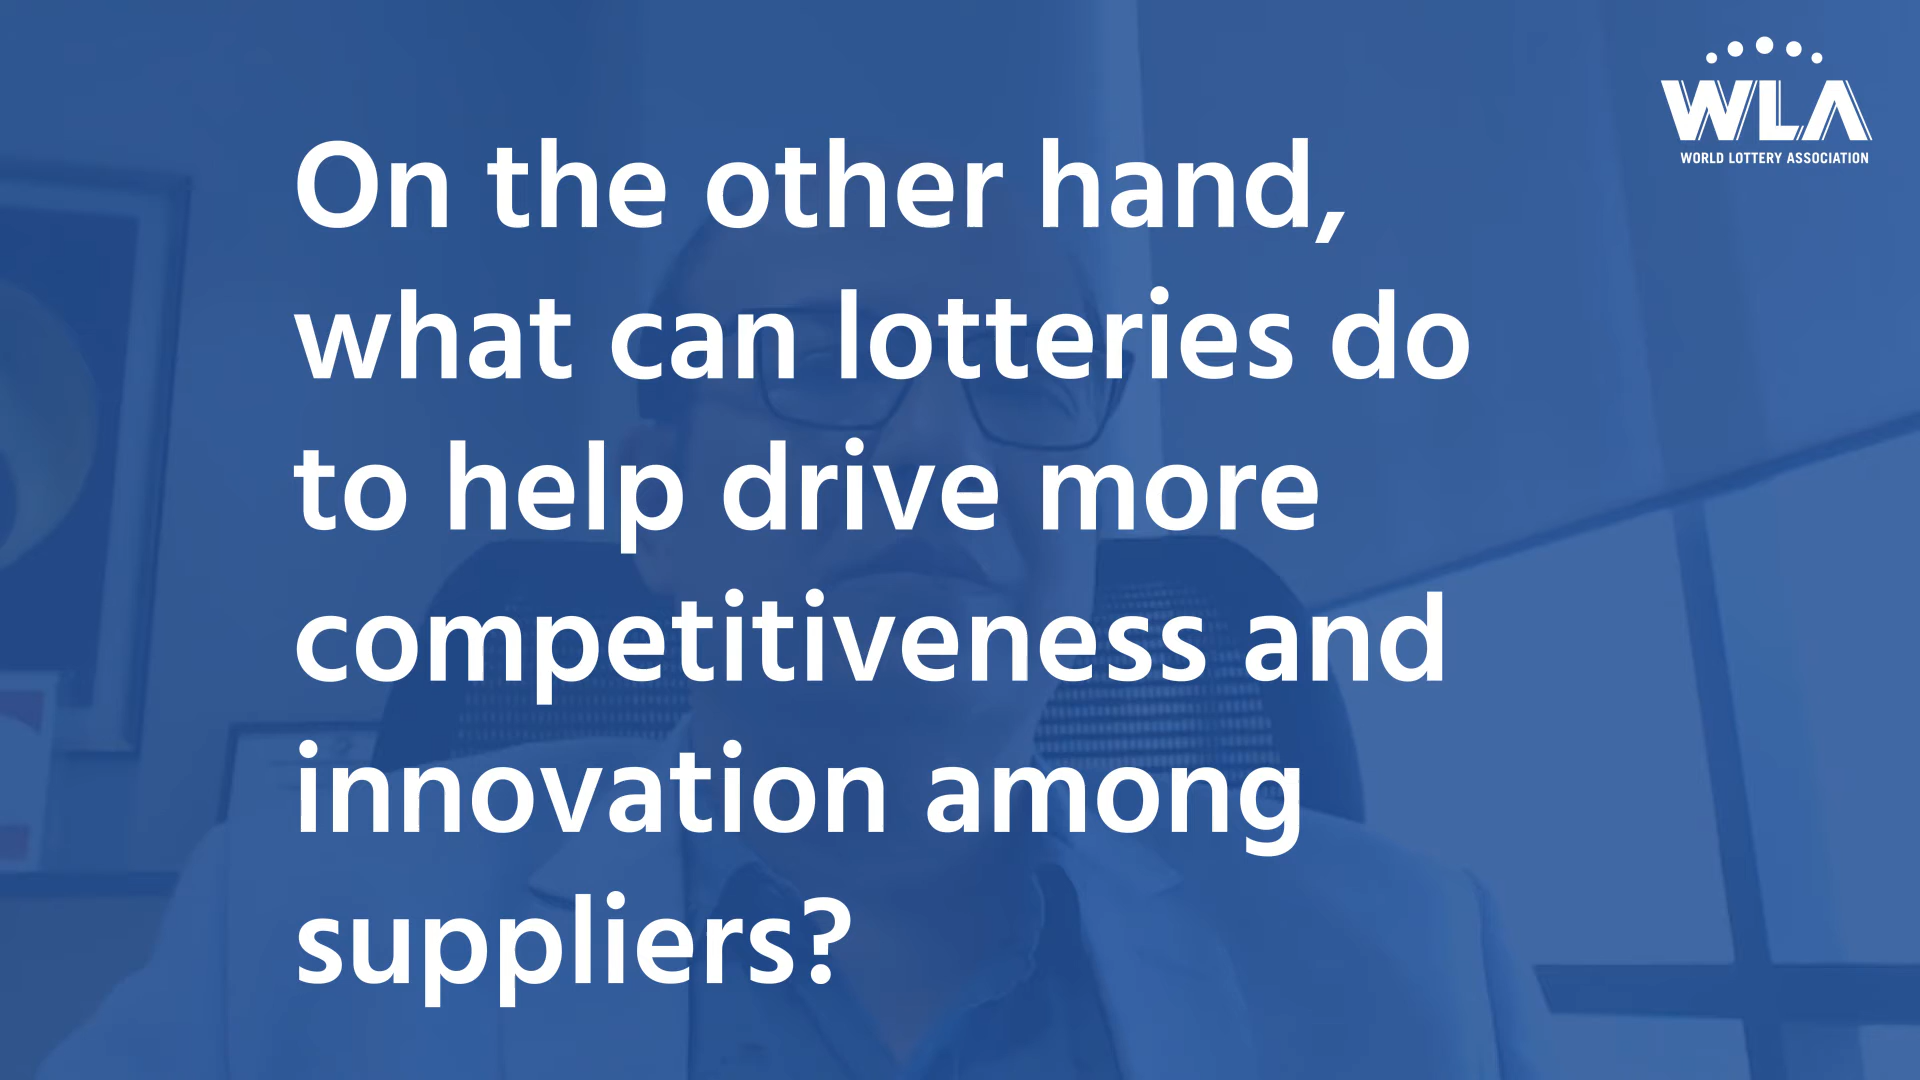 WLA
WORLD LOTTERY ASSOCIATION
On the other hand,
what can lotteries do
to help drive more
competitiveness and
innovation among
suppliers?